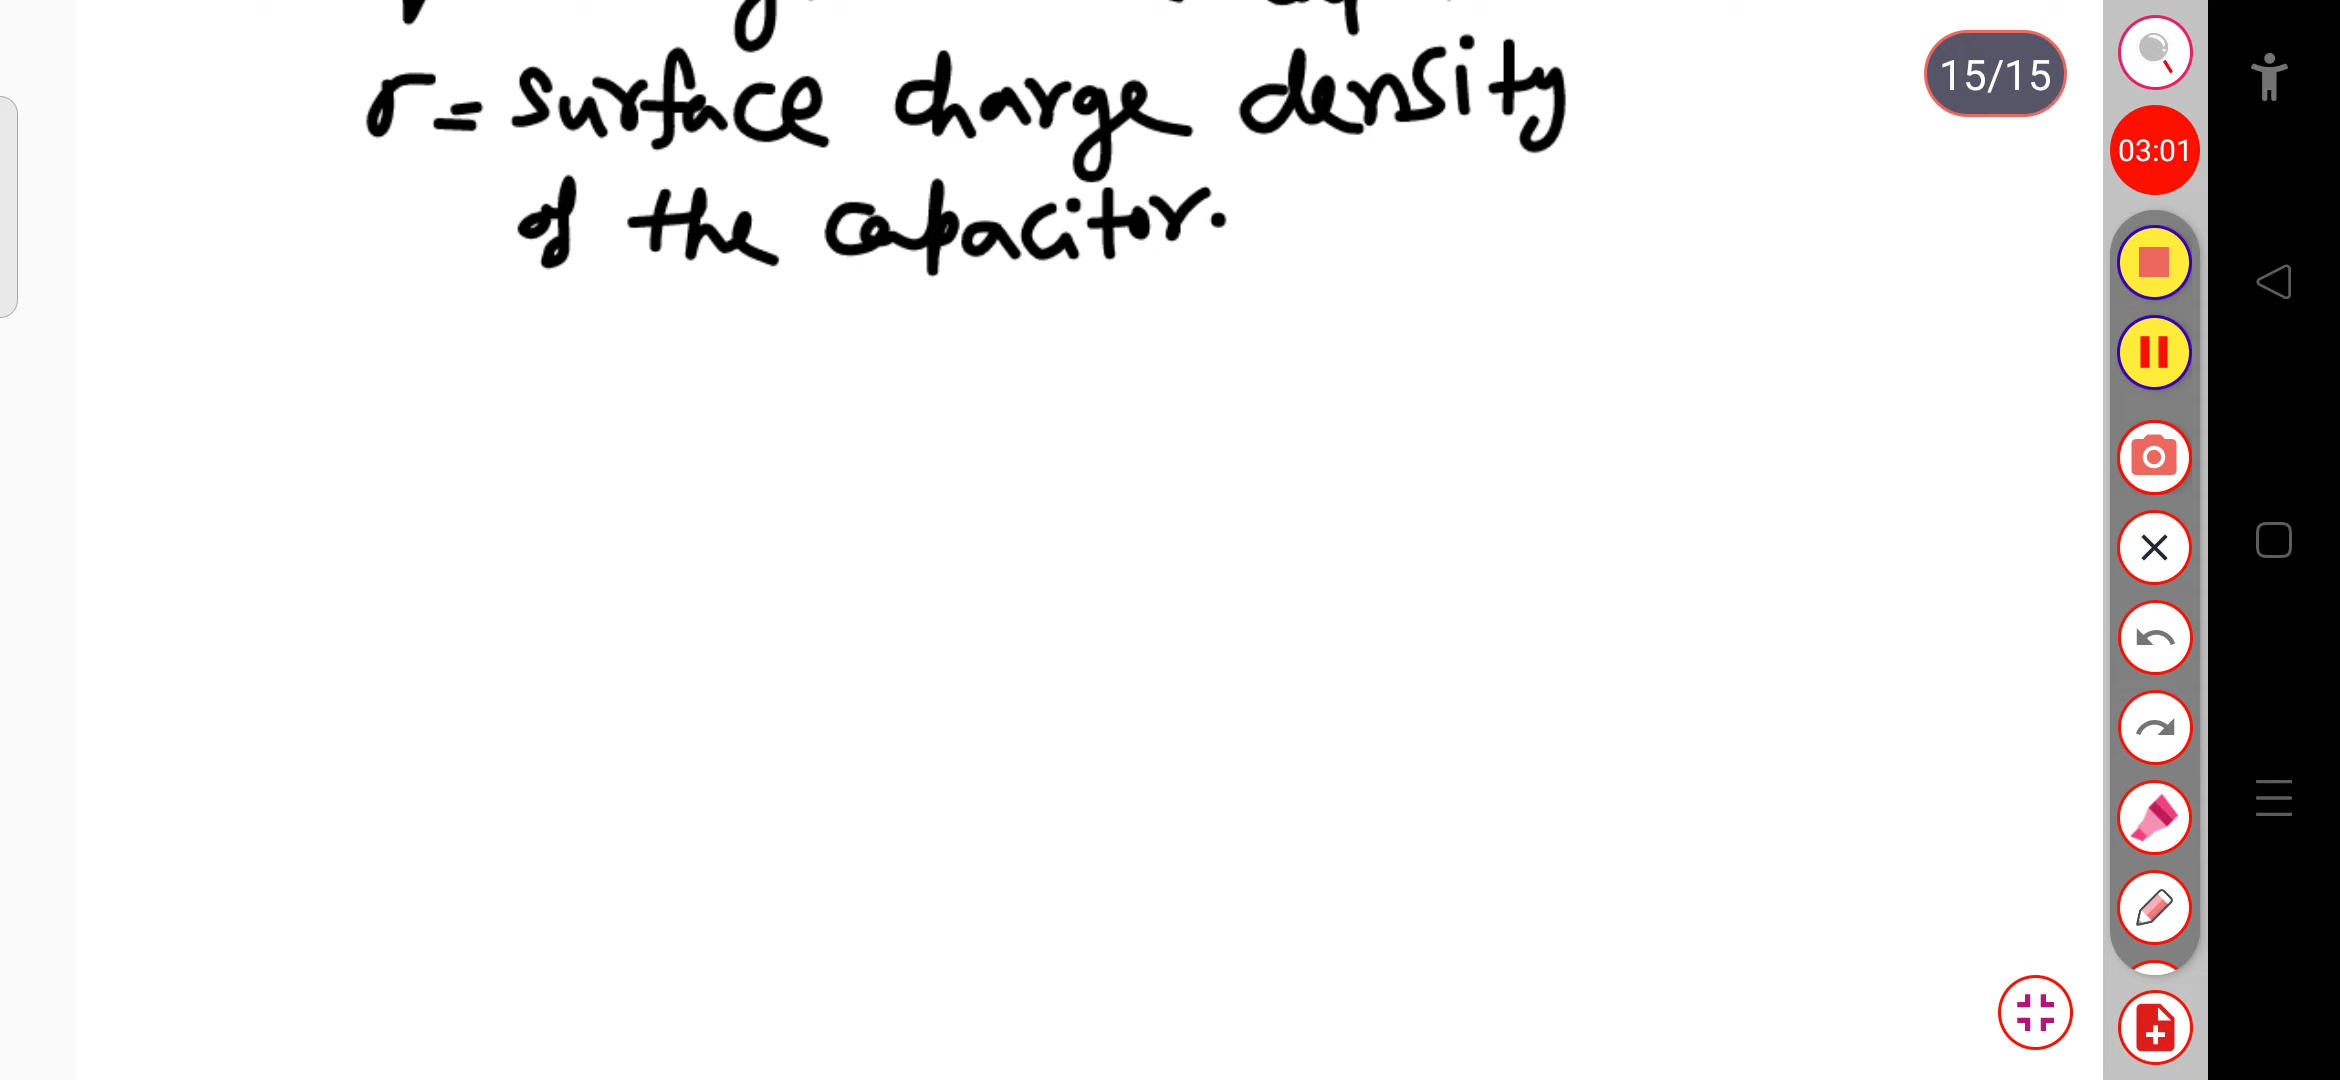 σ = surface charge density
of the capacitor.
15/15
03:01